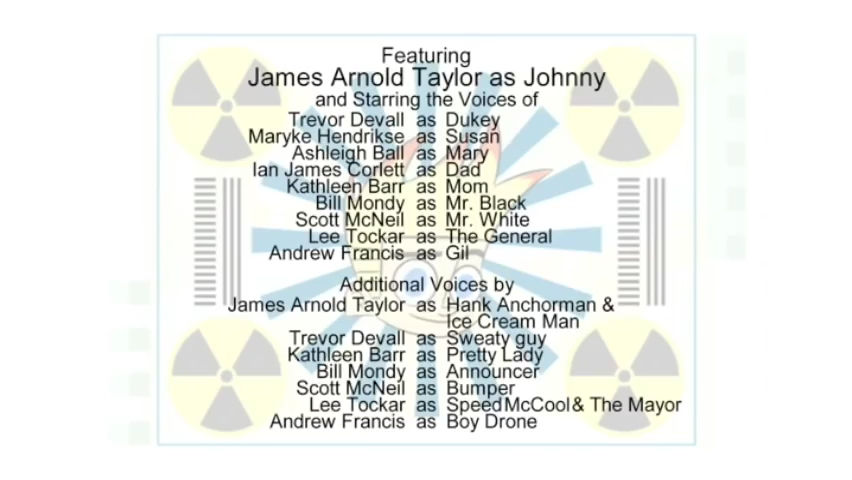 Featuring
James Arnold Taylor as Johnny
and Starring the Voices of
Trevor Devall as Dukey
Maryke Hendrikse as Susan
Ashleigh Ball as Mary
Ian James Corlett as Dad
Kathleen Barr as Mom
Bill Mondy as Mr. Black
Scott McNeil as Mr. White
Lee Tockar as The General
Andrew Francis as Gil
Additional Voices by
James Arnold Taylor as Hank Anchorman &
Ice Cream Man
Trevor Devall as Sweaty guy
Kathleen Barr as Pretty Lady
Bill Mondy as Announcer
Scott McNeil as Bumper
Lee Tockar as Speed McCool & The Mayor
Andrew Francis as Boy Drone